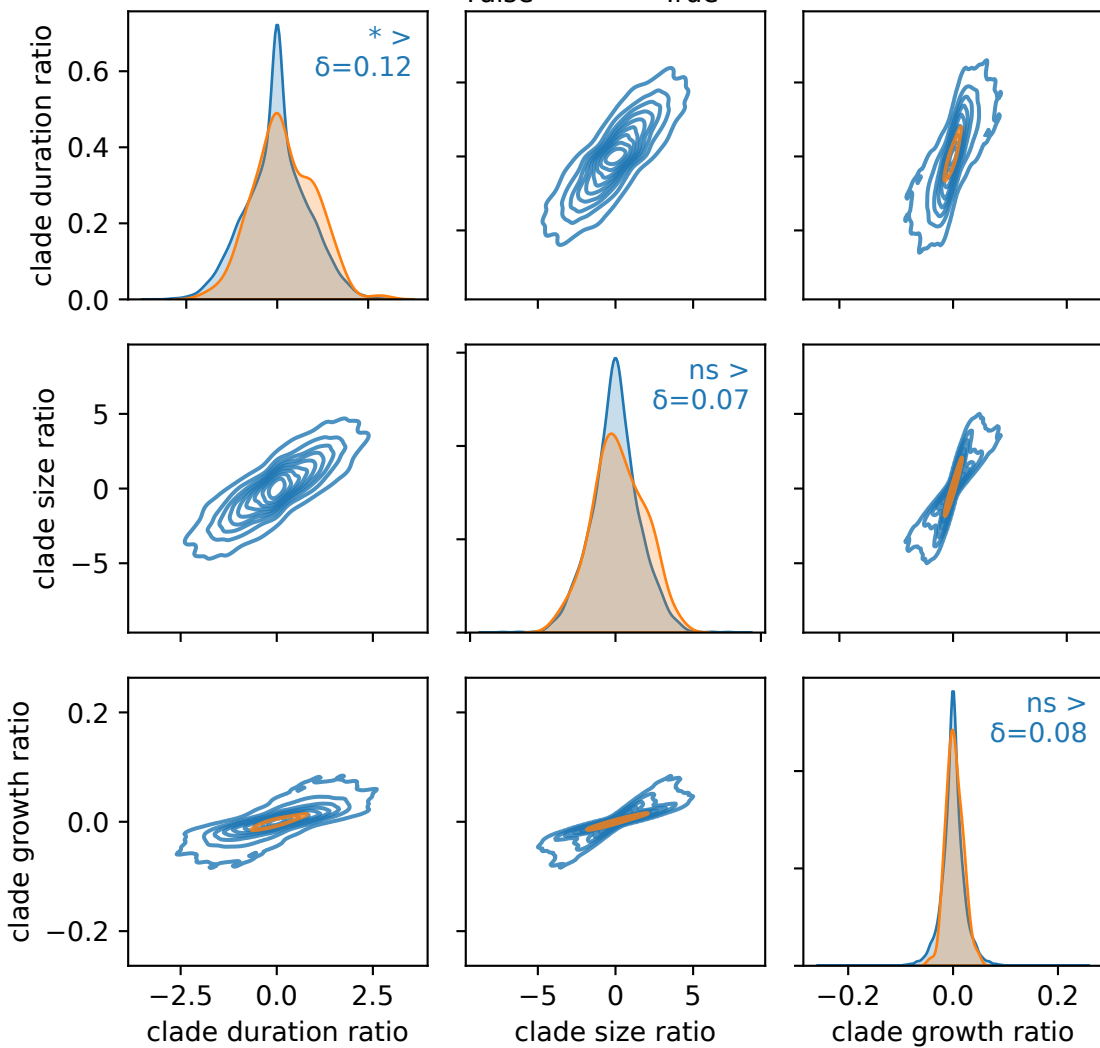 clade duration ratio
0.6
0.4
0.2
0.0
* >
δ=0.12
clade size ratio
5
0
−5
ns >
δ=0.07
clade growth ratio
0.2
0.0
−0.2
ns >
δ=0.08
−2.5 0.0 2.5
−5 0 5
−0.2 0.0 0.2
clade duration ratio
clade size ratio
clade growth ratio